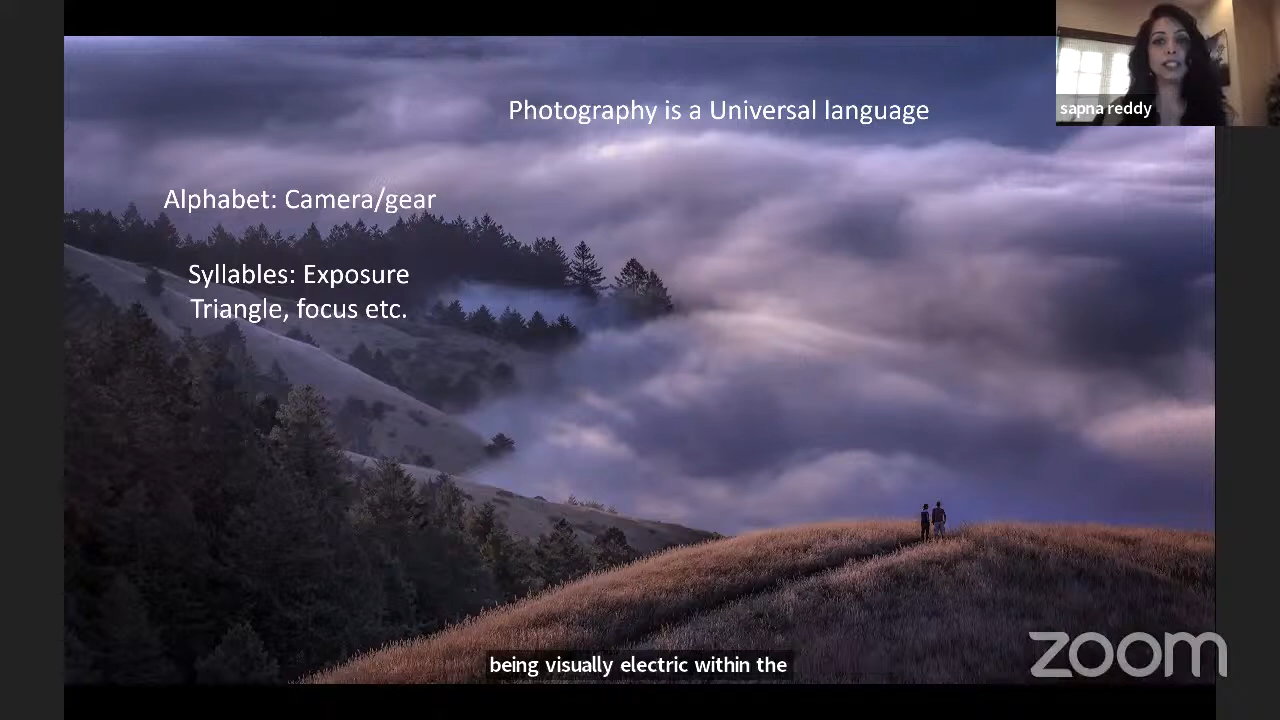 Photography is a Universal language
sapna reddy
Alphabet: Camera/gear
Syllables: Exposure
Triangle, focus etc.
being visually electric within the
zoom